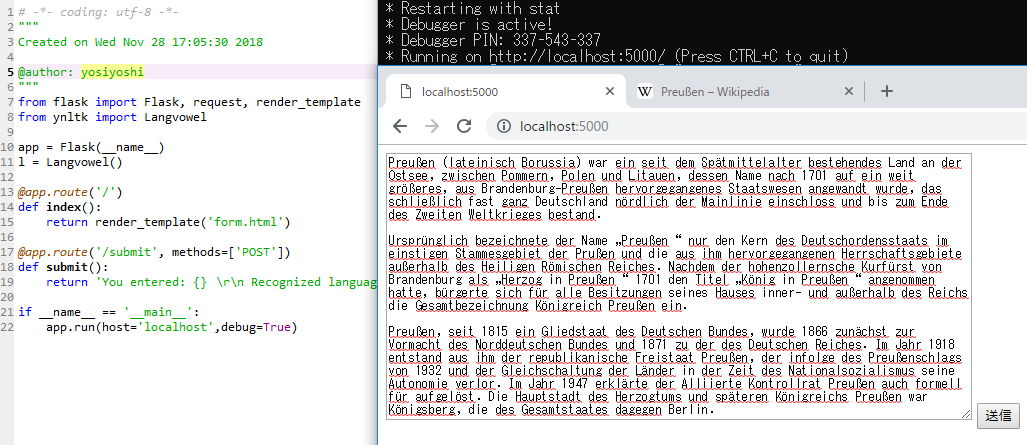 # -*- coding: utf-8 -*-
"""
Created on Wed Nov 28 17:05:30 2018
@author: yosiyoshi
"""
from flask import Flask, request, render_template
from ynltk import Langvowel
app = Flask(__name__)
l = Langvowel()
@app.route('/')
def index():
return render_template('form.html')
@app.route('/submit', methods=['POST'])
def submit():
return 'You entered: {} \r\n Recognized languag
if __name__ == '__main__':
app.run(host='localhost',debug=True)
* Restarting with stat
* Debugger is active!
* Debugger PIN: 337-543-337
* Running on http://localhost:5000/ (Press CTRL+C to quit)
localhost:5000
Preußen – Wikipedia
localhost:5000
Preußen (lateinisch Borussia) war ein seit dem Spätmittelalter bestehendes Land an der
Ostsee, zwischen Pommern, Polen und Litauen, dessen Name nach 1701 auf ein weit
größeres, aus Brandenburg-Preußen hervorgegangenes Staatswesen angewandt wurde, das
schließlich fast ganz Deutschland nördlich der Mainlinie einschloss und bis zum Ende
des Zweiten Weltkrieges bestand.
Ursprünglich bezeichnete der Name „Preußen “ nur den Kern des Deutschordensstaats im
einstigen Stammesgebiet der Prußen und die aus ihm hervorgegangenen Herrschaftsgebiete
außerhalb des Heiligen Römischen Reiches. Nachdem der hohenzollernsche Kurfürst von
Brandenburg als „Herzog in Preußen “ 1701 den Titel „König in Preußen “ angenommen
hatte, bürgerte sich für alle Besitzungen seines Hauses inner- und außerhalb des Reichs
die Gesamtbezeichnung Königreich Preußen ein.
Preußen, seit 1815 ein Gliedstaat des Deutschen Bundes, wurde 1866 zunächst zur
Vormacht des Norddeutschen Bundes und 1871 zu der des Deutschen Reiches. Im Jahr 1918
entstand aus ihm der republikanische Freistaat Preußen, der infolge des Preußenschlags
von 1932 und der Gleichschaltung der Länder in der Zeit des Nationalsozialismus seine
Autonomie verlor. Im Jahr 1947 erklärte der Alliierte Kontrollrat Preußen auch formell
für aufgelöst. Die Hauptstadt des Herzogtums und späteren Königreichs Preußen war
Königsberg, die des Gesamtstaates dagegen Berlin.
送信